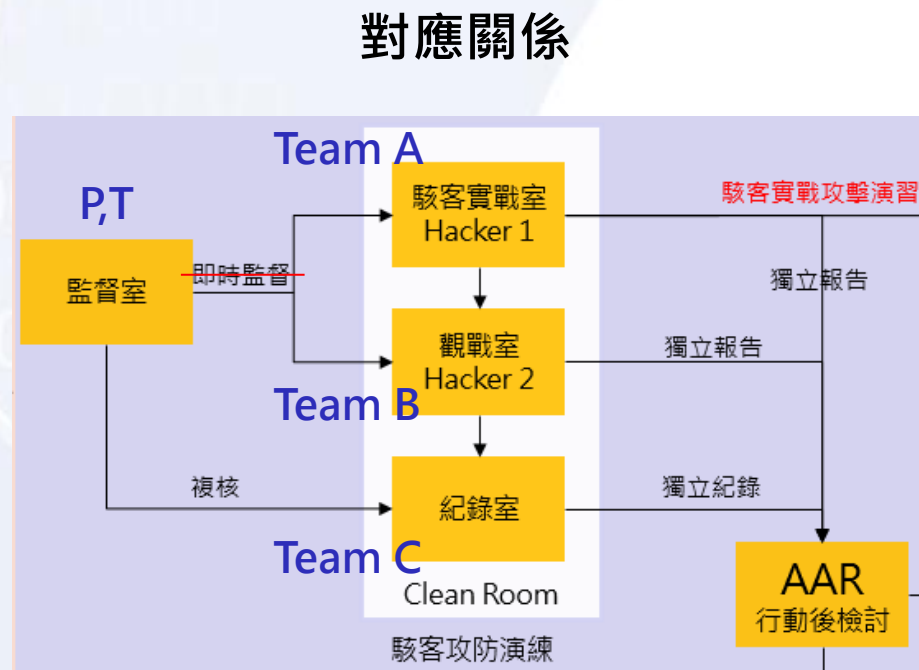 對應關係
Team A
P,T
駭客實戰室
Hacker 1
駭客實戰攻擊演習
監督室
即時監督
獨立報告
觀戰室
Hacker 2
獨立報告
Team B
複核
紀錄室
獨立紀錄
Team C
Clean Room
AAR
行動後檢討
駭客攻防演練